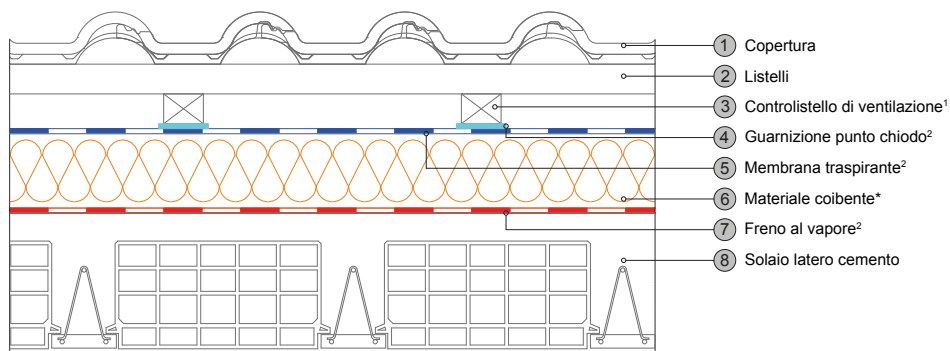 1 Copertura
2 Listelli
3 Controlistello di ventilazione¹
4 Guarnizione punto chiodo²
5 Membrana traspirante²
6 Materiale coibente*
7 Freno al vapore²
8 Solaio latero cemento